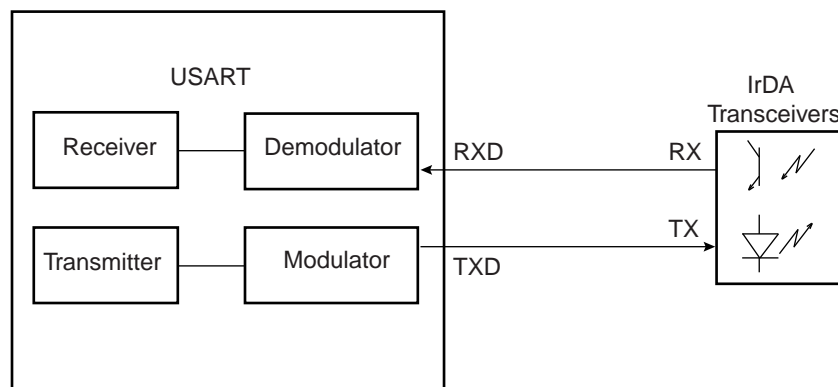 USART
IrDA
Transceivers
Receiver
Demodulator
RXD
RX
Transmitter
Modulator
TXD
TX